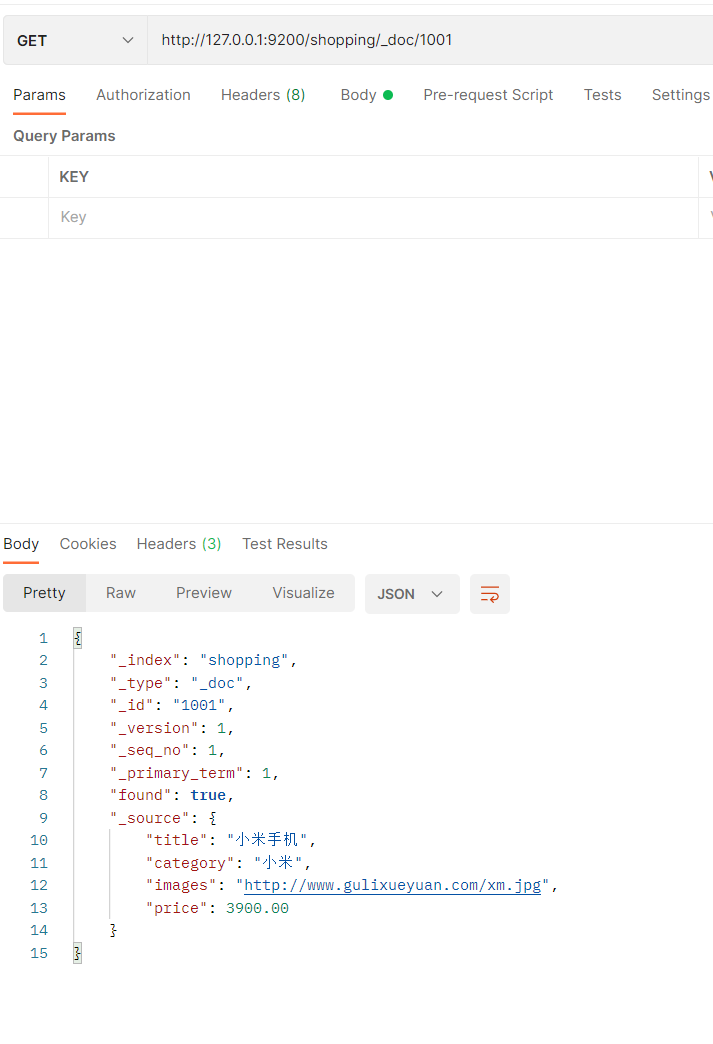 GET http://127.0.0.1:9200/shopping/_doc/1001
Params Authorization Headers (8) Body Pre-request Script Tests Settings
Query Params
KEY
Key
Body Cookies Headers (3) Test Results
Pretty Raw Preview Visualize JSON
1 {
2 "_index": "shopping",
3 "_type": "_doc",
4 "_id": "1001",
5 "_version": 1,
6 "_seq_no": 1,
7 "_primary_term": 1,
8 "found": true,
9 "_source": {
10 "title": "小米手机",
11 "category": "小米",
12 "images": "http://www.gulixueyuan.com/xm.jpg",
13 "price": 3900.00
14 }
15 }